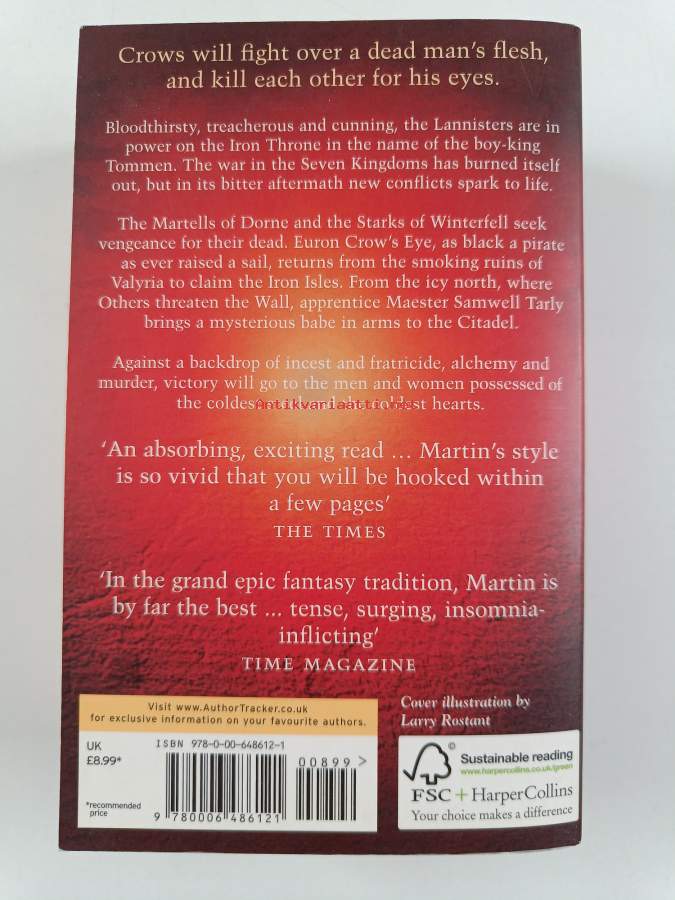 Crows will fight over a dead man's flesh,
and kill each other for his eyes.
Bloodthirsty, treacherous and cunning, the Lannisters are in
power on the Iron Throne in the name of the boy-king
Tommen. The war in the Seven Kingdoms has burned itself
out, but in its bitter aftermath new conflicts spark to life.
The Martells of Dorne and the Starks of Winterfell seek
vengeance for their dead. Euron Crow's Eye, as black a pirate
as ever raised a sail, returns from the smoking ruins of
Valyria to claim the Iron Isles. From the icy north, where
Others threaten the Wall, apprentice Maester Samwell Tarly
brings a mysterious babe in arms to the Citadel.
Against a backdrop of incest and fratricide, alchemy and
murder, victory will go to the men and women possessed of
the coldest hearts.
'An absorbing, exciting read ... Martin's style
is so vivid that you will be hooked within
a few pages'
THE TIMES
'In the grand epic fantasy tradition, Martin is
by far the best ... tense, surging, insomnia-
inflicting'
TIME MAGAZINE
Visit www.AuthorTracker.co.uk
for exclusive information on your favourite authors.
Cover illustration by
Larry Rostant
UK
£8.99*
*recommended
price
ISBN 978-0-00-648612-1
00899 >
9 780006 486121
©
Sustainable reading
www.harpercollins.co.uk/green
FSC + HarperCollins
Your choice makes a difference